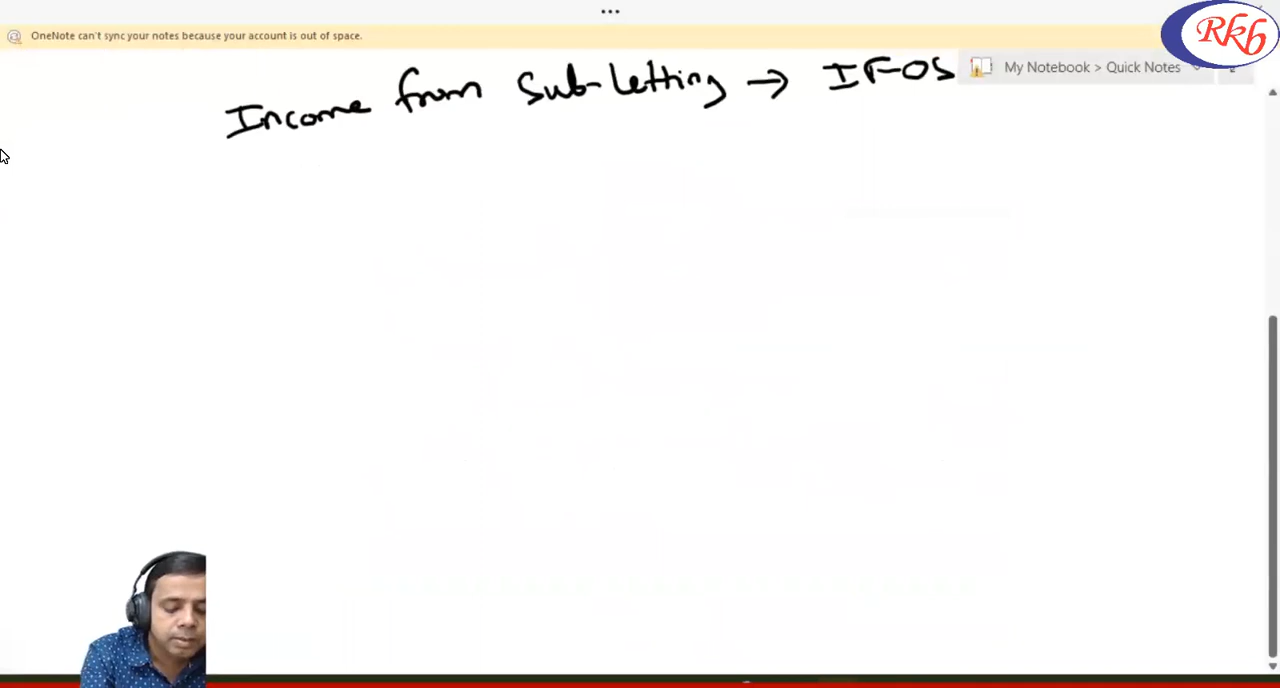 OneNote can't sync your notes because your account is out of space.
Rkb
My Notebook > Quick Notes
Income from Sub-letting → IFOS